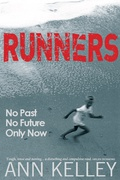 RUNNERS
No Past
No Future
Only Now
ANN KELLEY